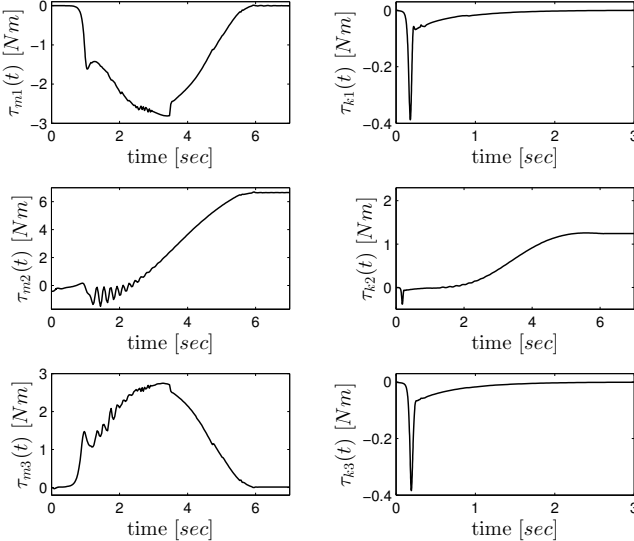 0
−1
−2
−3
0 2 4 6
τm1(t) [Nm]
time [sec]
0
−0.2
−0.4
0 1 2 3
τk1(t) [Nm]
time [sec]
6
4
2
0
0 2 4 6
τm2(t) [Nm]
time [sec]
2
1
0
0 2 4 6
τk2(t) [Nm]
time [sec]
3
2
1
0
0 2 4 6
τm3(t) [Nm]
time [sec]
0
−0.2
−0.4
0 1 2 3
τk3(t) [Nm]
time [sec]